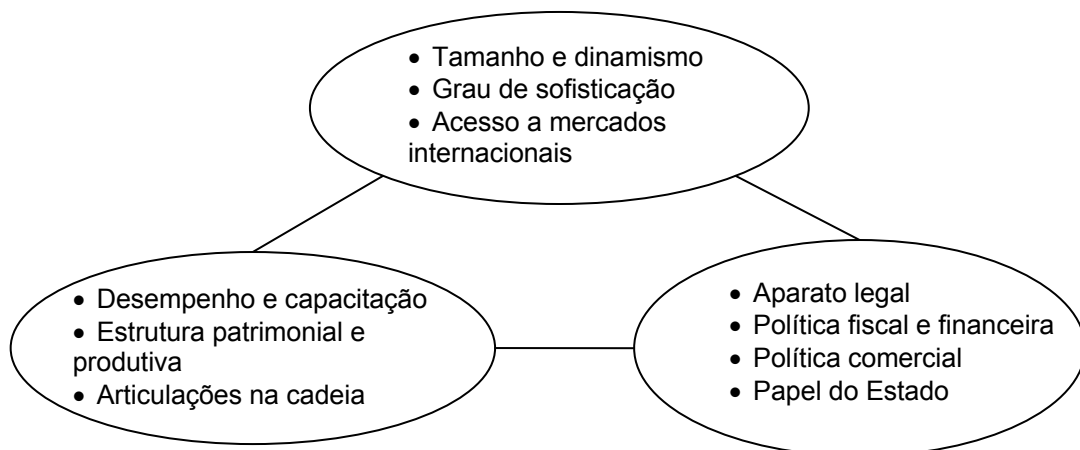 • Tamanho e dinamismo
• Grau de sofisticação
• Acesso a mercados
internacionais
• Desempenho e capacitação
• Estrutura patrimonial e
produtiva
• Articulações na cadeia
• Aparato legal
• Política fiscal e financeira
• Política comercial
• Papel do Estado